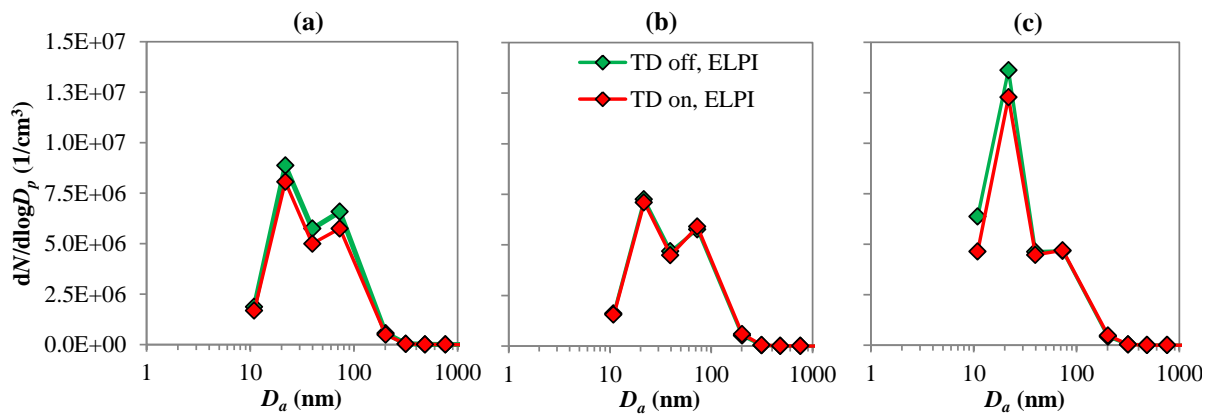 (a) (b) (c)
dN/dlogDp (1/cm³)
1.5E+07
1.3E+07
1.0E+07
7.5E+06
5.0E+06
2.5E+06
0.0E+00
TD off, ELPI
TD on, ELPI
1 10 100 1000 1 10 100 1000 1 10 100 1000
Da (nm) Da (nm) Da (nm)